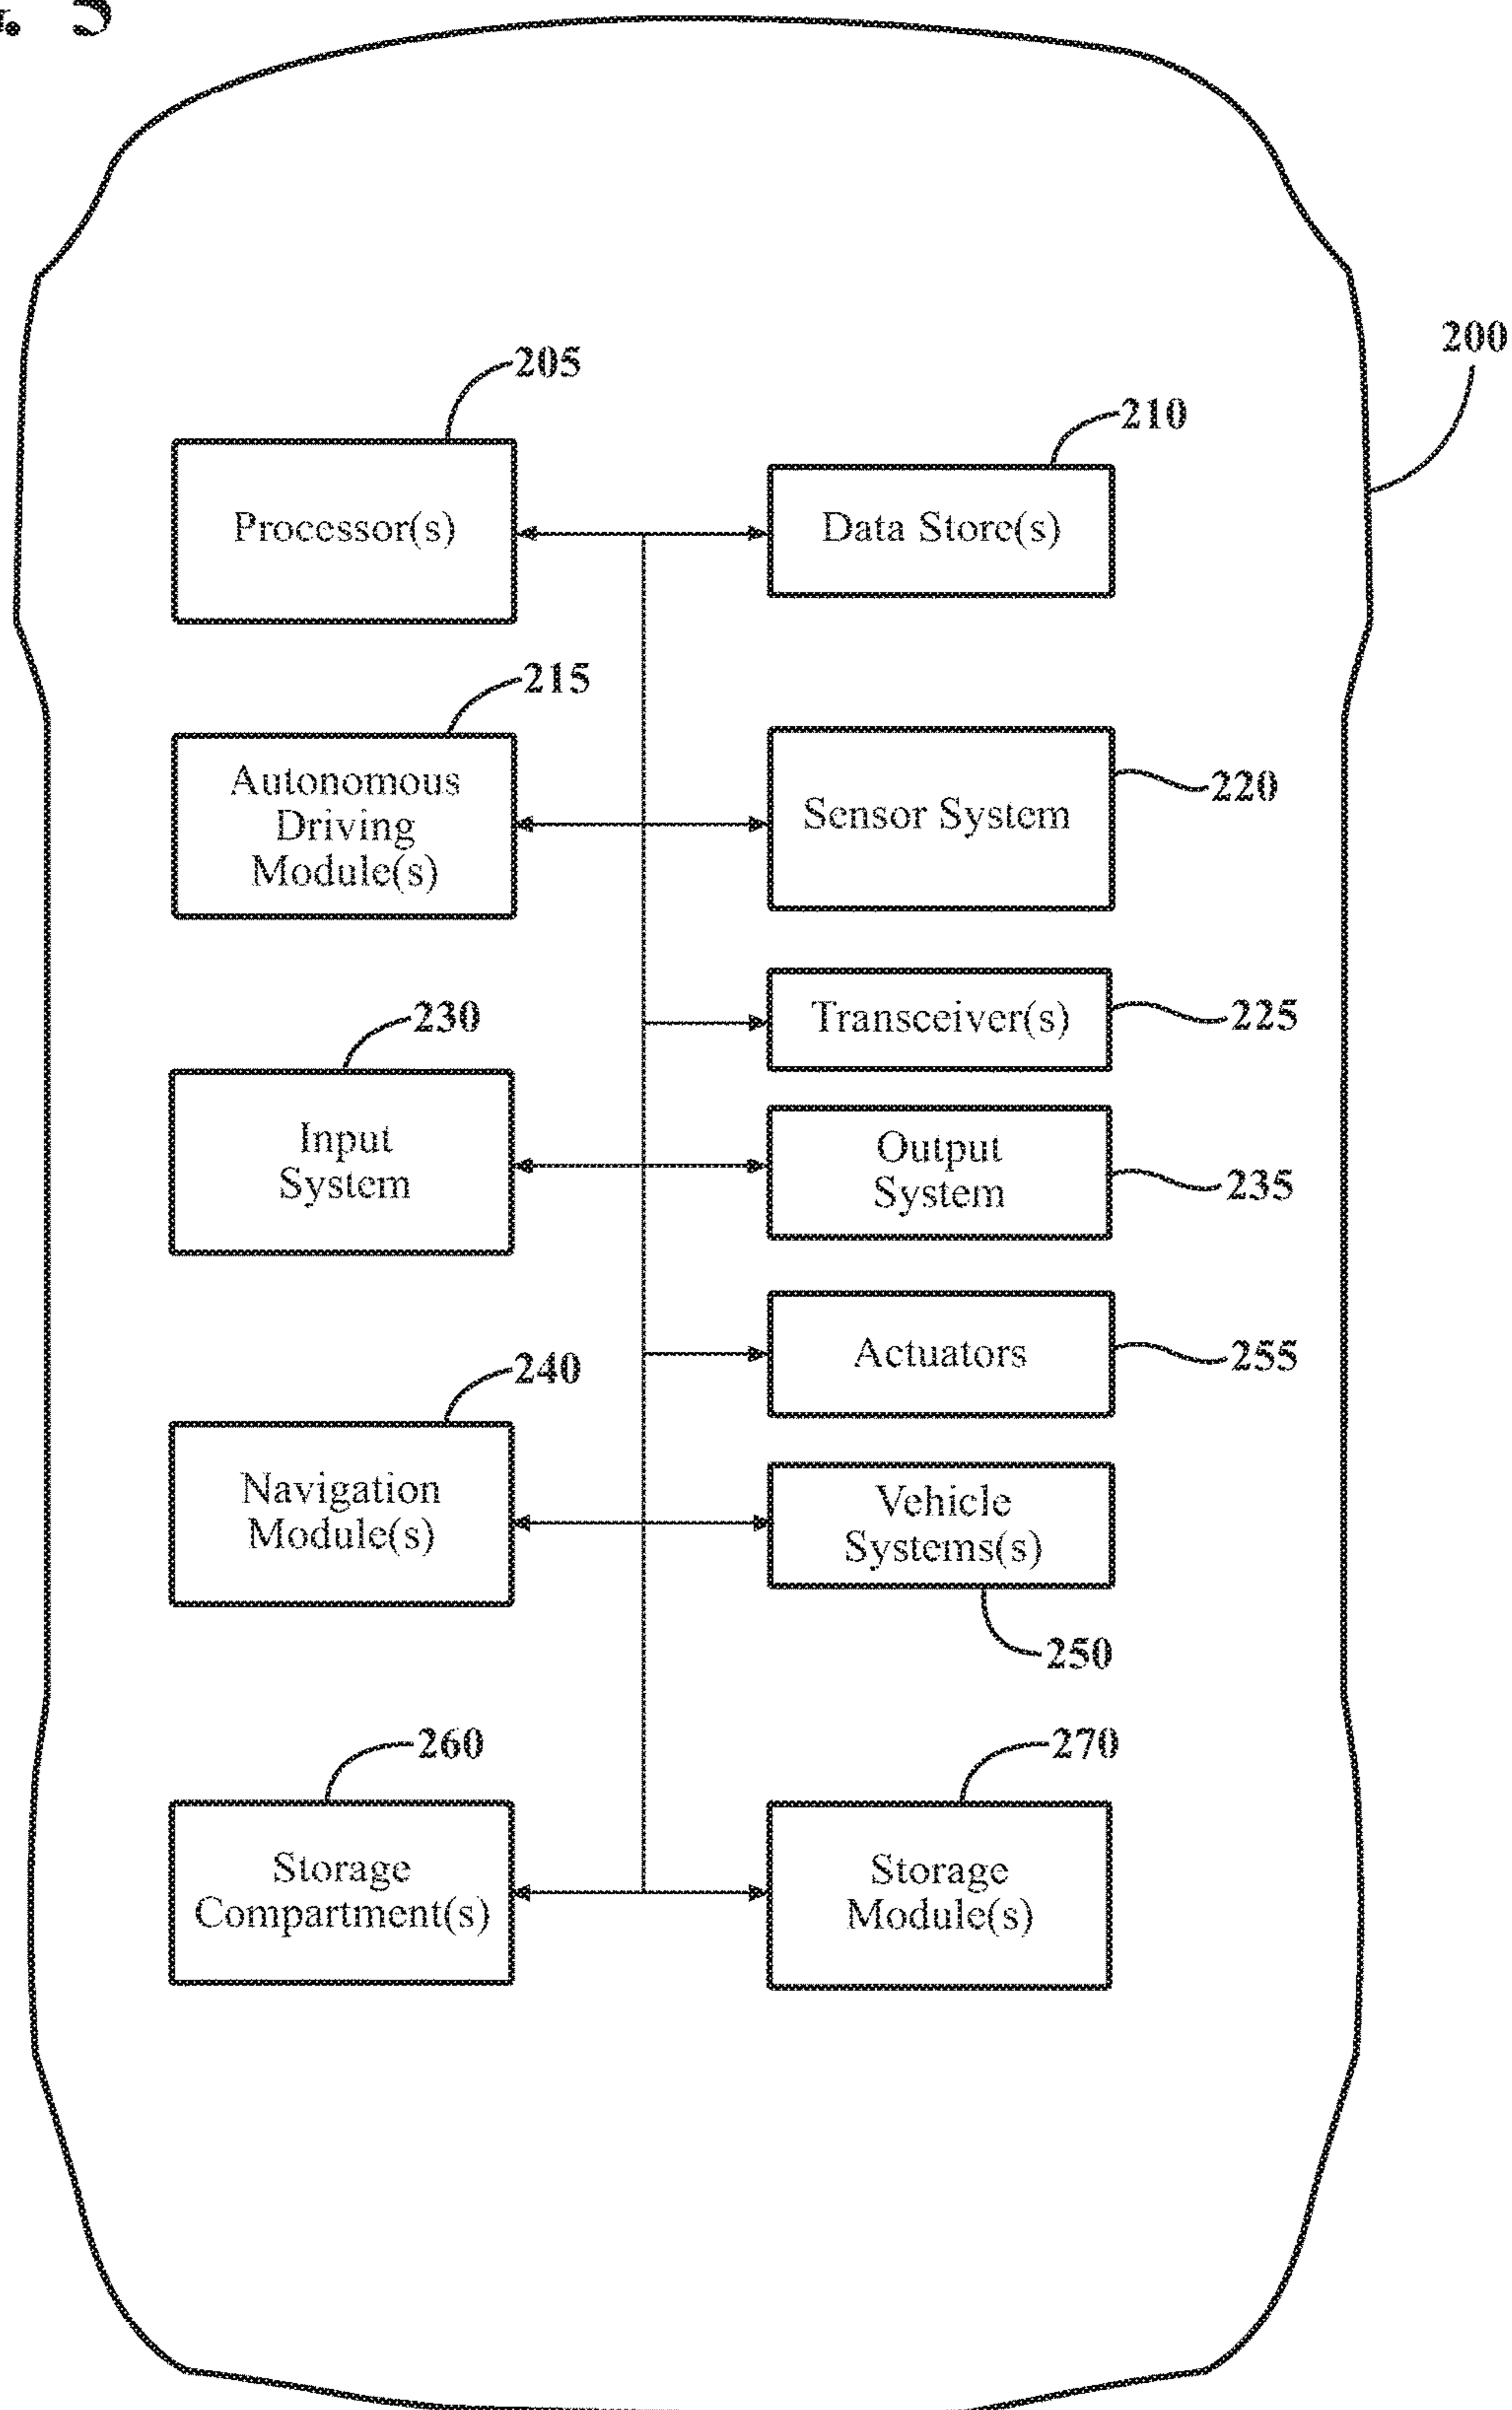 . 3
200
205
210
Processor(s)
Data Store(s)
215
Autonomous
Driving
Module(s)
220
Sensor System
230
Transceiver(s)
225
Input
System
Output
System
235
Actuators
255
240
Navigation
Module(s)
Vehicle
Systems(s)
250
260
270
Storage
Compartment(s)
Storage
Module(s)